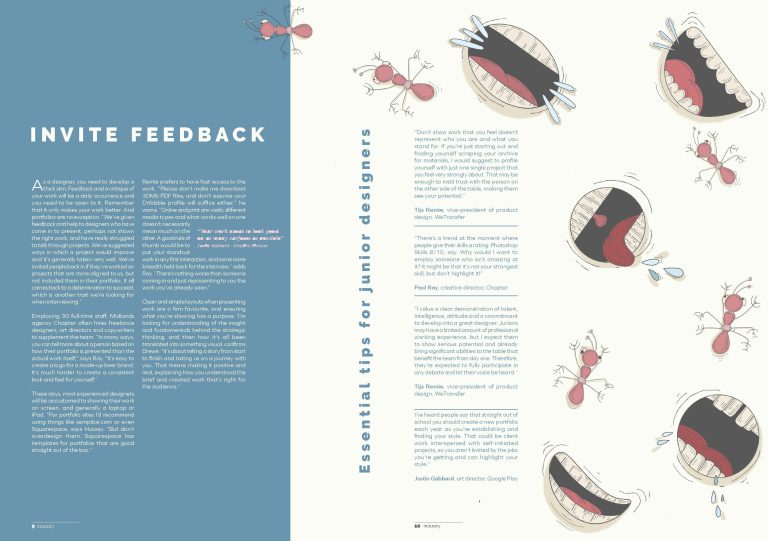 INVITE FEEDBACK
As a designer, you need to develop a
thick skin. Feedback and a critique of
your work will be a daily occurrence and
you need to be open to it. Remember
that it only makes your work better. And
portfolios are no exception. "We've given
feedback and help to designers who have
come in to present, perhaps not shown
the right work, and have really struggled
to talk through projects. We've suggested
ways in which a project would improve
and it's generally taken very well. We've
invited people back in if they've worked on
projects that are more aligned to us, but
not included them in their portfolio. It all
comes back to a determination to succeed,
which is another trait we're looking for
when interviewing."
Employing 30 full-time staff, Midlands
agency Chapter often hires freelance
designers, art directors and copywriters
to supplement the team. "In many ways,
you can tell more about a person based on
how their portfolio is presented than the
actual work itself," says Ray. "It's easy to
create a logo for a made-up beer brand.
It's much harder to create a consistent
look and feel for yourself."
These days, most experienced designers
will be accustomed to showing their work
on screen, and generally a laptop or
iPad. "For portfolio sites I'd recommend
using things like semplice.com or even
Squarespace, says Hussey. "But don't
overdesign them. Squarespace has
templates for portfolios that are good
straight out of the box."
Remie prefers to have fast access to the
work. "Please don't make me download
30MB PDF files, and don't assume your
Dribbble profile will suffice either," he
warns. "Online and print are vastly different
media types and what works well on one
doesn't necessarily
mean much on the
other. A good rule of
thumb would be to
put your standout
work in any first interaction, and some more
breadth held back for the interview," adds
Ray. "There's nothing worse than someone
coming in and just representing to you the
work you've already seen."
"Your work needs to look good
on as many surfaces as possible"
Clean and simple layouts when presenting
work are a firm favourite, and ensuring
what you're showing has a purpose. "I'm
looking for understanding of the insight
and fundamentals behind the strategic
thinking, and then how it's all been
translated into something visual, confirms
Drewe. "It's about telling a story from start
to finish and taking us on a journey with
you. That means making it positive and
real, explaining how you understood the
brief and created work that's right for
the audience."
8 industry
Essential tips for junior designers
"Don't show work that you feel doesn't
represent who you are and what you
stand for. If you're just starting out and
finding yourself scraping your archive
for materials, I would suggest to profile
yourself with just one single project that
you feel very strongly about. That may be
enough to instil trust with the person on
the other side of the table, making them
see your potential."
Tijs Remie, vice-president of product
design, WeTransfer
"There's a trend at the moment where
people give their skills a rating. Photoshop
Skills 8/10, say. Why would I want to
employ someone who isn't amazing at
it? It might be that it's not your strongest
skill, but don't highlight it!"
Paul Ray, creative director, Chapter
"I value a clear demonstration of talent,
intelligence, attitude and a commitment
to develop into a great designer. Juniors
may have a limited amount of professional
working experience, but I expect them
to show serious potential and already
bring significant abilities to the table that
benefit the team from day one. Therefore,
they're expected to fully participate in
any debate and let their voice be heard."
Tijs Remie, vice-president of product
design, WeTransfer
I've heard people say that straight out of
school you should create a new portfolio
each year as you're establishing and
finding your style. That could be client
work interspersed with self-initiated
projects, so you aren't limited by the jobs
you're getting and can highlight your
style."
Justin Gabbard, art director, Google Play
10 industry